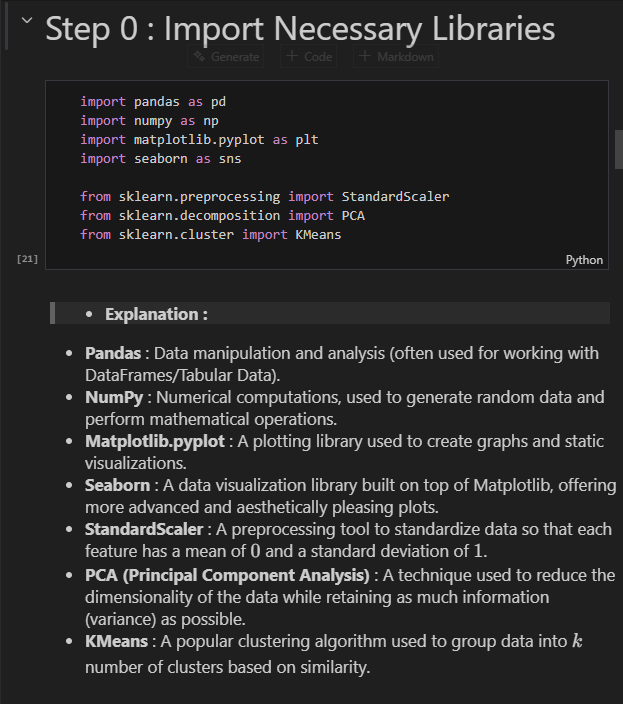 Step 0 : Import Necessary Libraries
Generate + Code + Markdown
import pandas as pd
import numpy as np
import matplotlib.pyplot as plt
import seaborn as sns
from sklearn.preprocessing import StandardScaler
from sklearn.decomposition import PCA
from sklearn.cluster import KMeans
[21]
Python
• Explanation :
• Pandas : Data manipulation and analysis (often used for working with
DataFrames/Tabular Data).
• NumPy : Numerical computations, used to generate random data and
perform mathematical operations.
• Matplotlib.pyplot : A plotting library used to create graphs and static
visualizations.
• Seaborn : A data visualization library built on top of Matplotlib, offering
more advanced and aesthetically pleasing plots.
• StandardScaler : A preprocessing tool to standardize data so that each
feature has a mean of 0 and a standard deviation of 1.
• PCA (Principal Component Analysis) : A technique used to reduce the
dimensionality of the data while retaining as much information
(variance) as possible.
• KMeans : A popular clustering algorithm used to group data into k
number of clusters based on similarity.